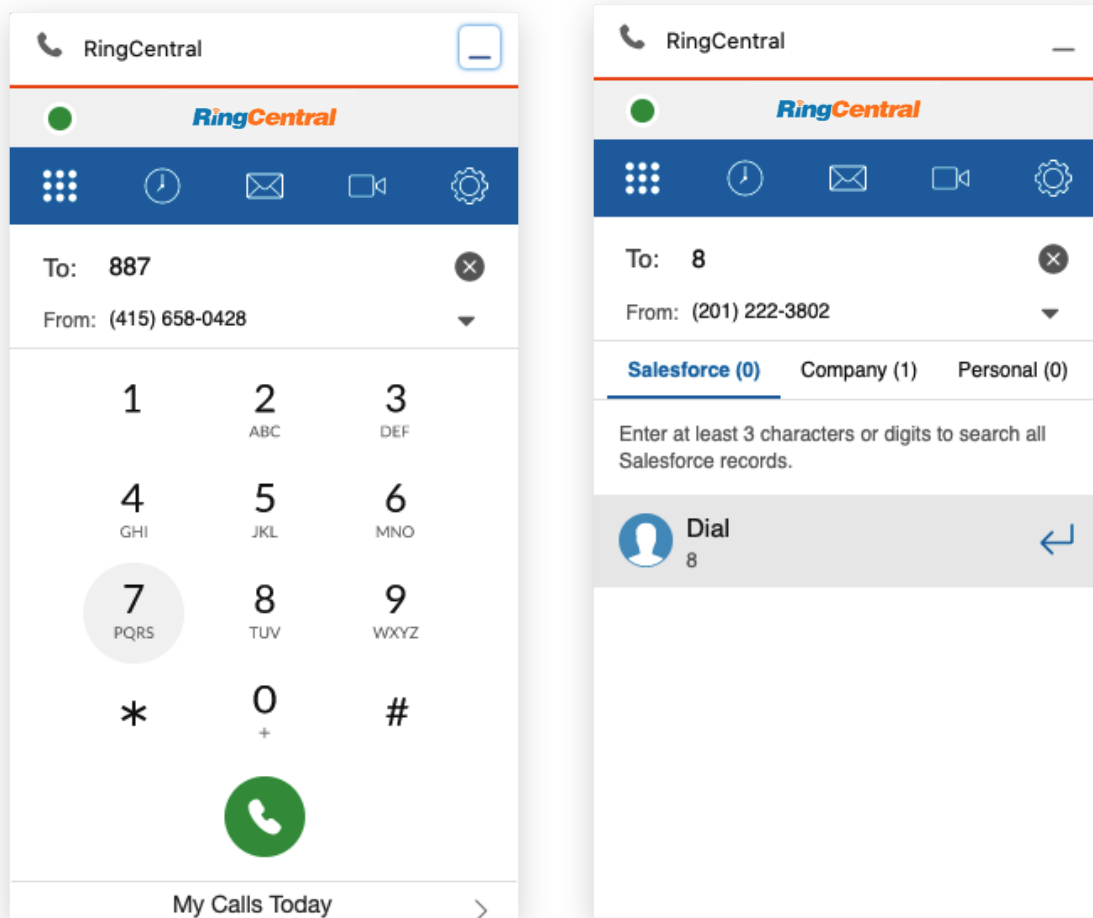 RingCentral
RingCentral
To: 887
From: (415) 658-0428
1 2 3
ABC DEF
4 5 6
GHI JKL MNO
7 8 9
PQRS TUV WXYZ
* 0 #
+
My Calls Today
RingCentral
RingCentral
To: 8
From: (201) 222-3802
Salesforce (0) Company (1) Personal (0)
Enter at least 3 characters or digits to search all
Salesforce records.
Dial
8